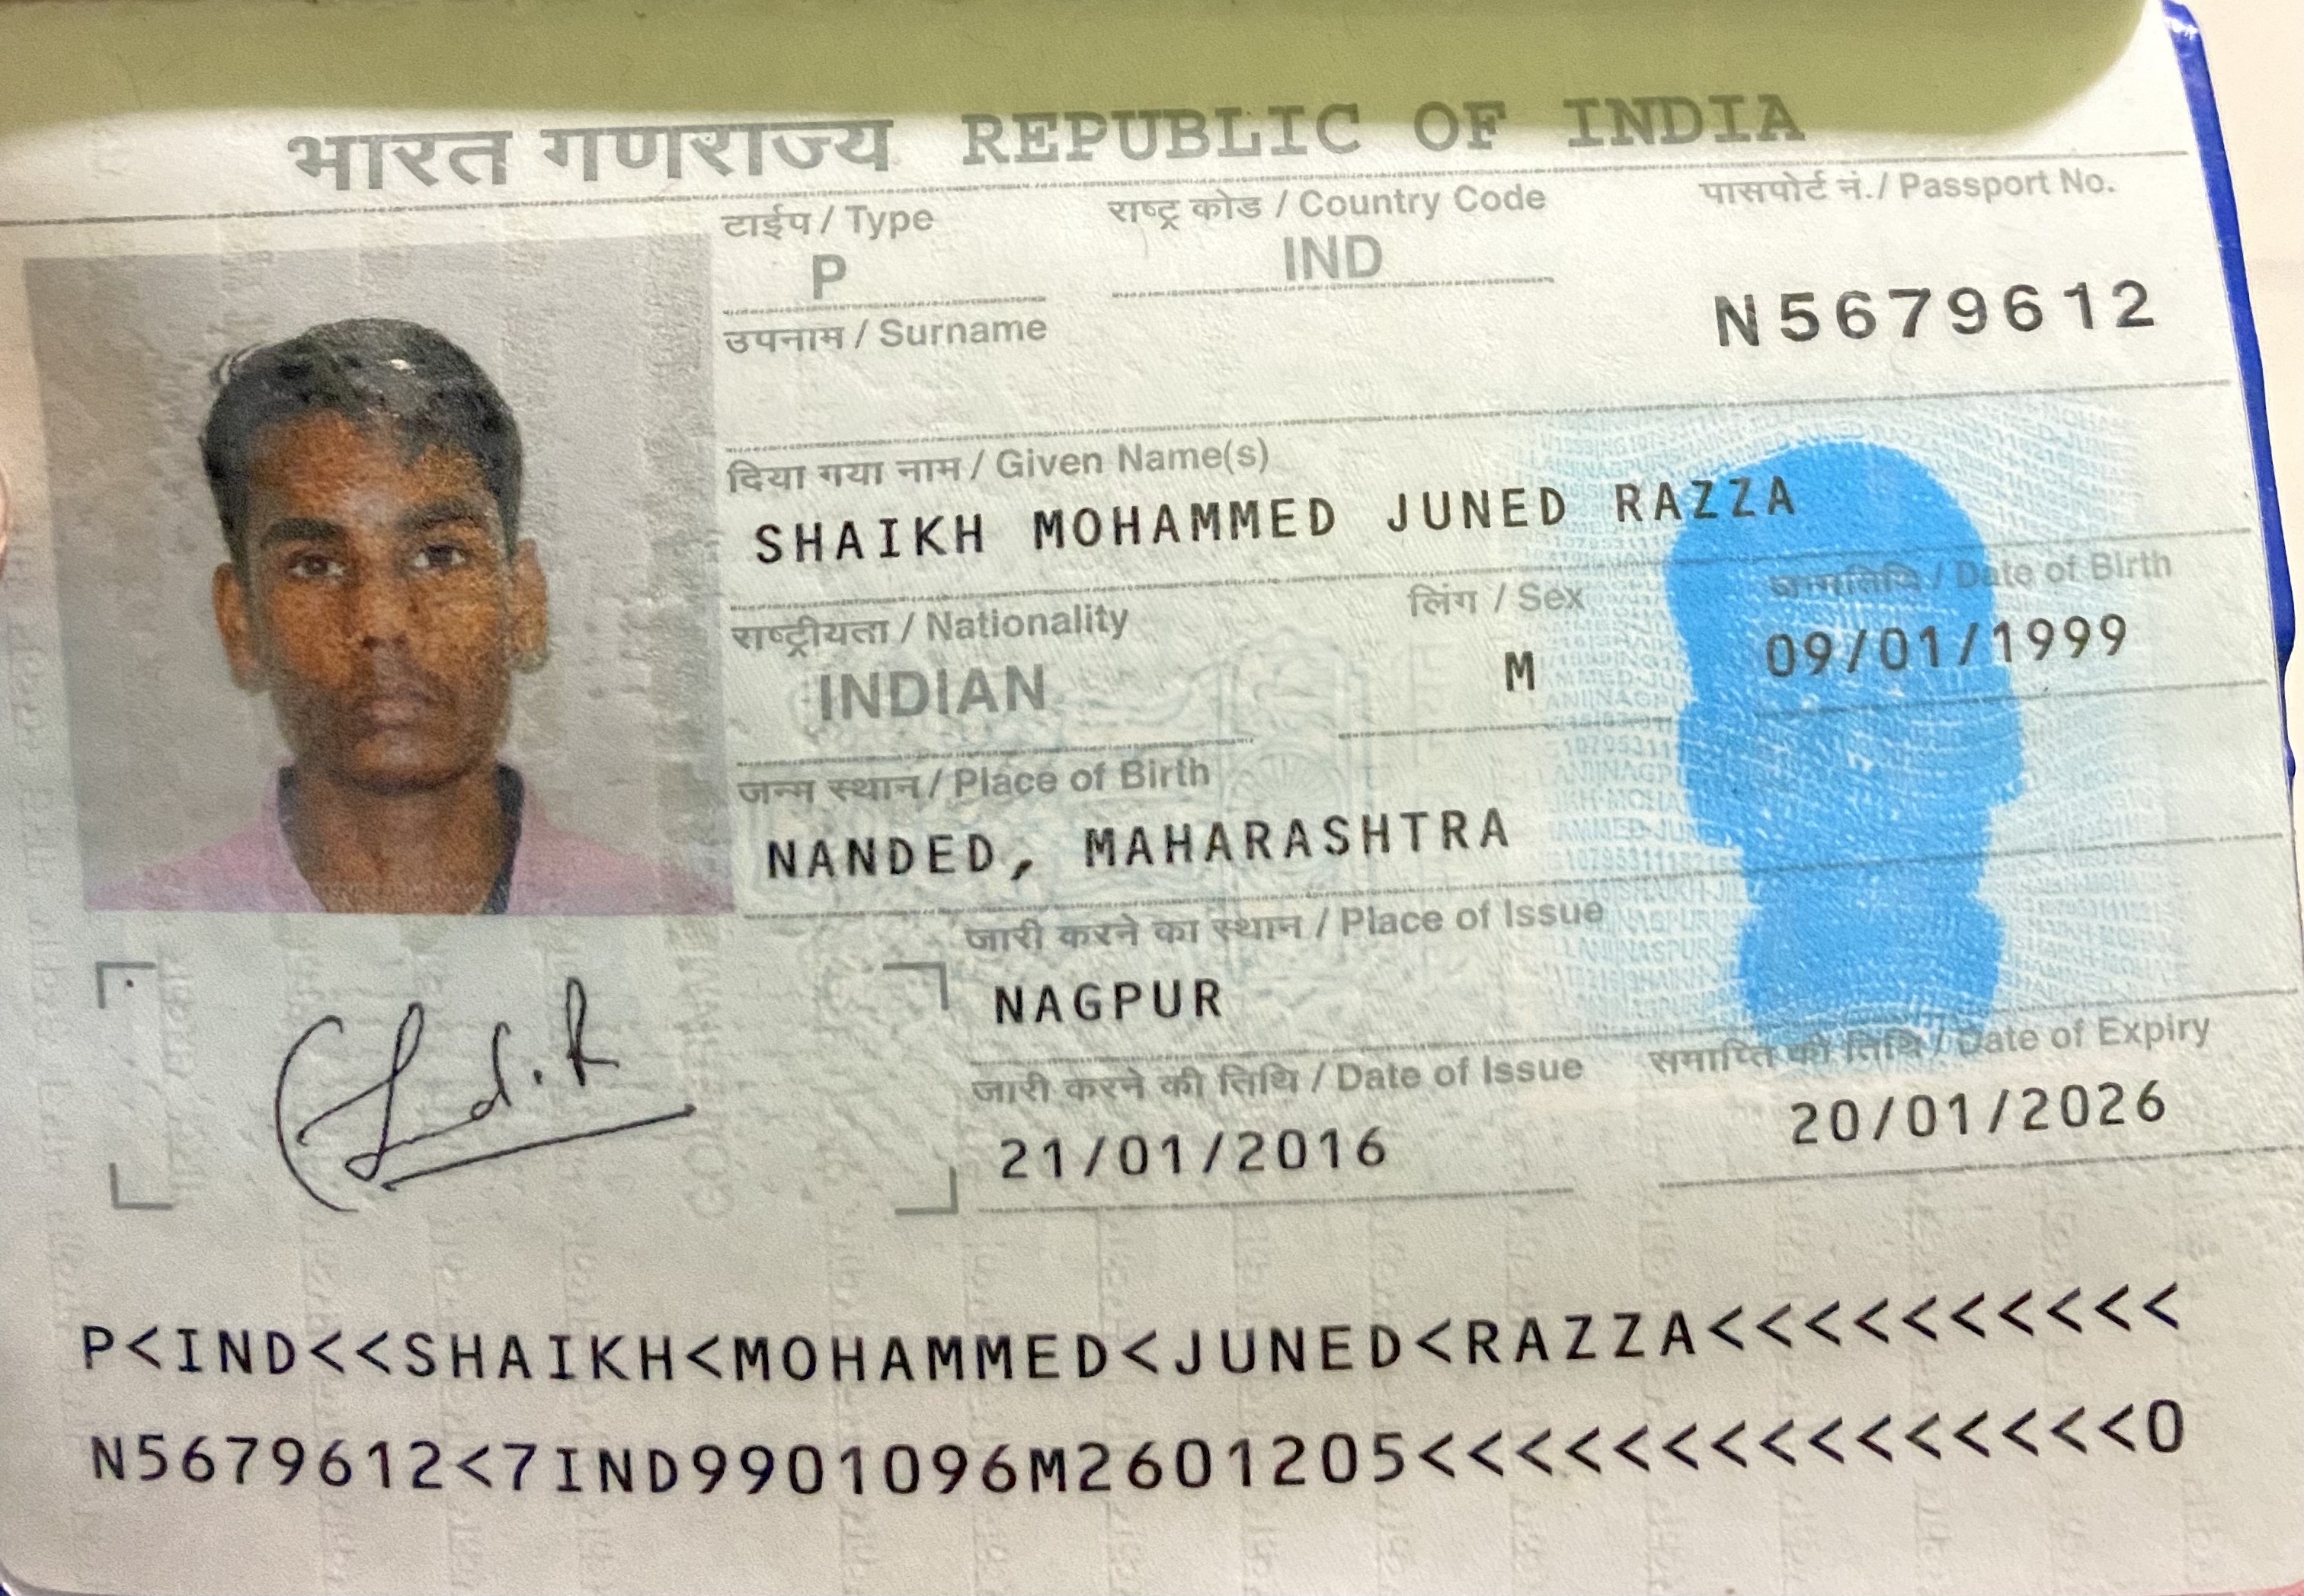 भारत गणराज्य REPUBLIC OF INDIA
टाईप / Type
राष्ट्र कोड / Country Code
पासपोर्ट नं. / Passport No.
P
IND
N5679612
उपनाम / Surname
दिया गया नाम / Given Name(s)
SHAIKH MOHAMMED JUNED RAZZA
राष्ट्रीयता / Nationality
लिंग / Sex
जन्मतिथि / Date of Birth
INDIAN
M
09/01/1999
जन्म स्थान / Place of Birth
NANDED, MAHARASHTRA
जारी करने का स्थान / Place of Issue
NAGPUR
जारी करने की तिथि / Date of Issue
समाप्ति की तिथि / Date of Expiry
21/01/2016
20/01/2026
P<IND<<SHAIKH<MOHAMMED<JUNED<RAZZA<<<<<<<<<<
N5679612<7IND9901096M2601205<<<<<<<<<<<<<<<0